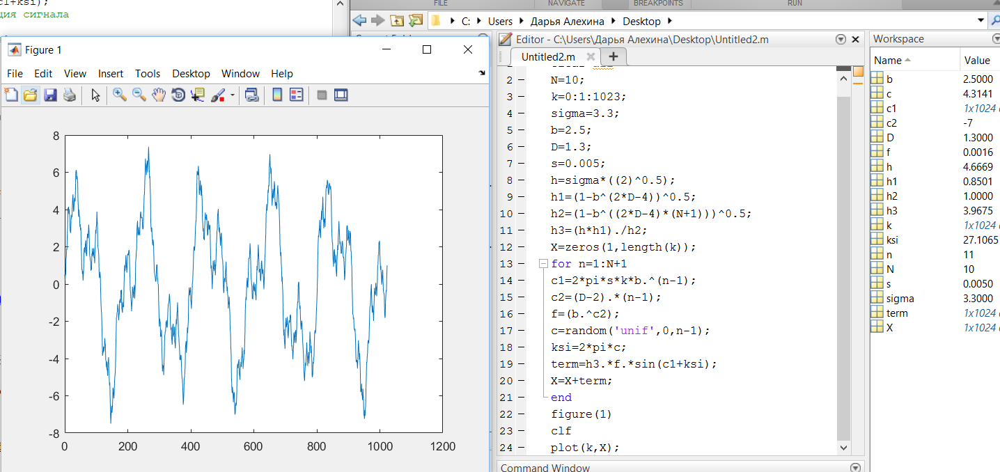 c1+ksi);
ция сигнала
FILE NAVIGATE BREAKPOINTS RUN
C: Users Дарья Алехина Desktop
Figure 1
File Edit View Insert Tools Desktop Window Help
8
6
4
2
0
-2
-4
-6
-8
0 200 400 600 800 1000 1200
Editor - C:\Users\Дарья Алехина\Desktop\Untitled2.m
Untitled2.m
2 N=10;
3 k=0:1:1023;
4 sigma=3.3;
5 b=2.5;
6 D=1.3;
7 s=0.005;
8 h=sigma*((2)^0.5);
9 h1=(1-b^(2*D-4))^0.5;
10 h2=(1-b^((2*D-4)*(N+1)))^0.5;
11 h3=(h*h1)./h2;
12 X=zeros(1,length(k));
13 for n=1:N+1
14 c1=2*pi*s*k*b.^(n-1);
15 c2=(D-2).*(n-1);
16 f=(b.^c2);
17 c=random('unif',0,n-1);
18 ksi=2*pi*c;
19 term=h3.*f.*sin(c1+ksi);
20 X=X+term;
21 end
22 figure(1)
23 clf
24 plot(k,X);
Command Window
Workspace
Name Value
b 2.5000
c 4.3141
c1 1x1024
c2 -7
D 1.3000
f 0.0016
h 4.6669
h1 0.8501
h2 1.0000
h3 3.9675
k 1x1024
ksi 27.1065
n 11
N 10
s 0.0050
sigma 3.3000
term 1x1024
X 1x1024